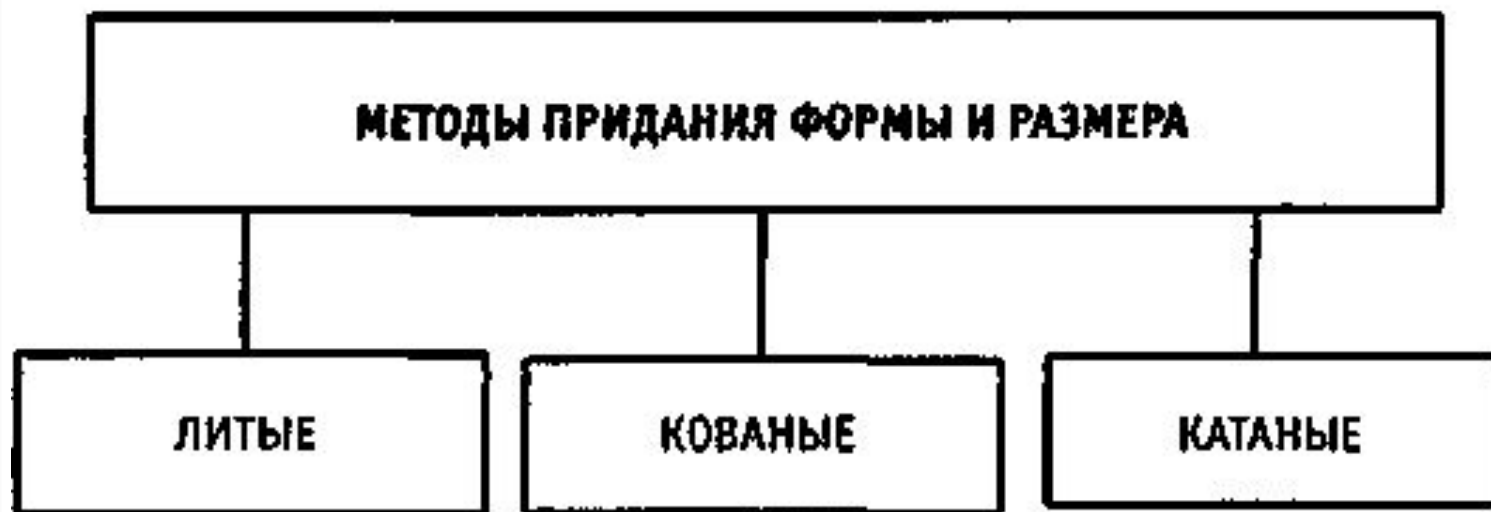 МЕТОДЫ ПРИДАНИЯ ФОРМЫ И РАЗМЕРА
ЛИТЫЕ
КОВАНЫЕ
КАТАНЫЕ